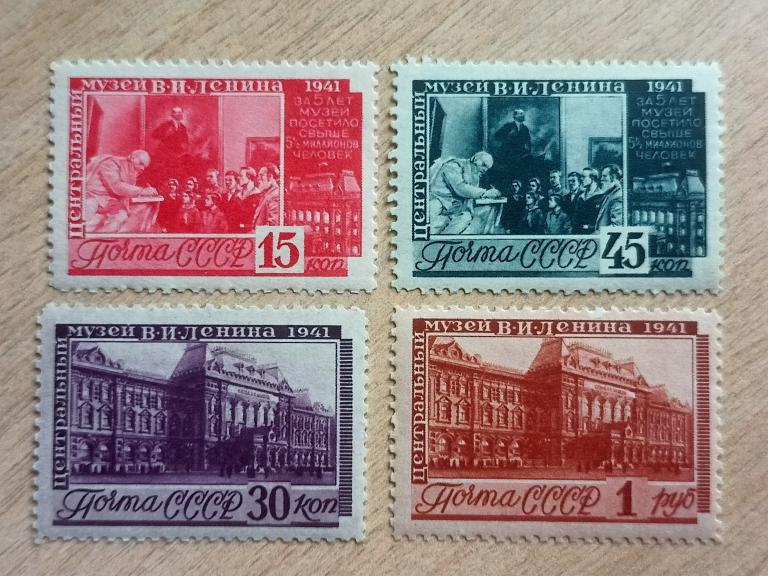 Центральный
музей В·И·Ленина 1941
За 5 лет
музей
посетило
свыше
5½ миллионов
человек
Почта СССР 15 коп
Центральный
музей В·И·Ленина 1941
За 5 лет
музей
посетило
свыше
5½ миллионов
человек
Почта СССР 45 коп
Центральный
музей В·И·Ленина 1941
Почта СССР 30 коп
Центральный
музей В·И·Ленина 1941
Почта СССР 1 руб